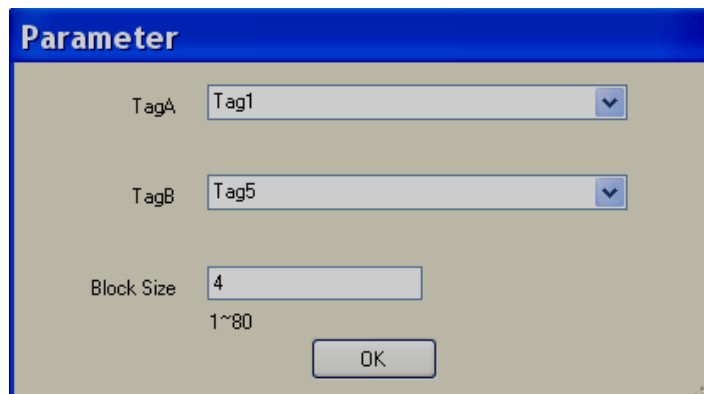 Parameter
TagA
Tag1
TagB
Tag5
Block Size
4
1~80
OK